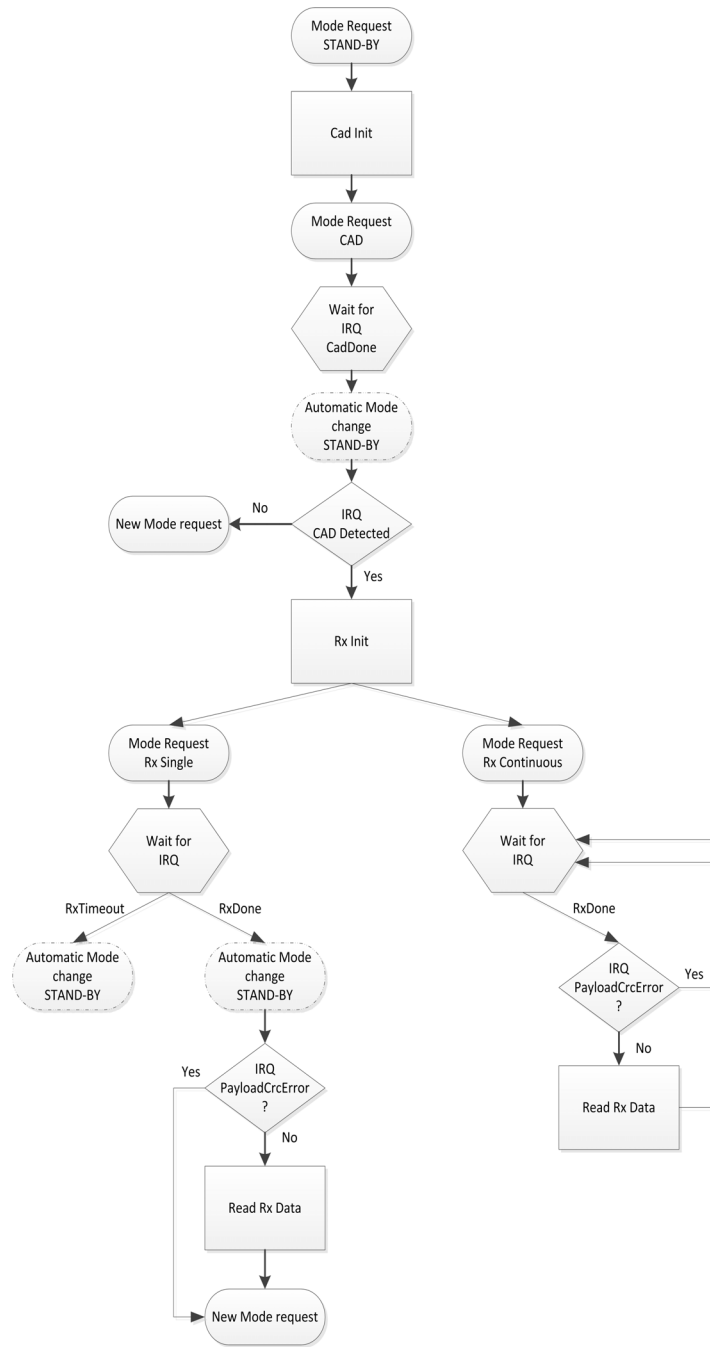 Mode Request
STAND-BY
Cad Init
Mode Request
CAD
Wait for
IRQ
CadDone
Automatic Mode
change
STAND-BY
IRQ
CAD Detected
No
New Mode request
Yes
Rx Init
Mode Request
Rx Single
Mode Request
Rx Continuous
Wait for
IRQ
Wait for
IRQ
RxTimeout
RxDone
RxDone
Automatic Mode
change
STAND-BY
Automatic Mode
change
STAND-BY
IRQ
PayloadCrcError
?
Yes
No
Read Rx Data
IRQ
PayloadCrcError
?
Yes
No
Read Rx Data
New Mode request